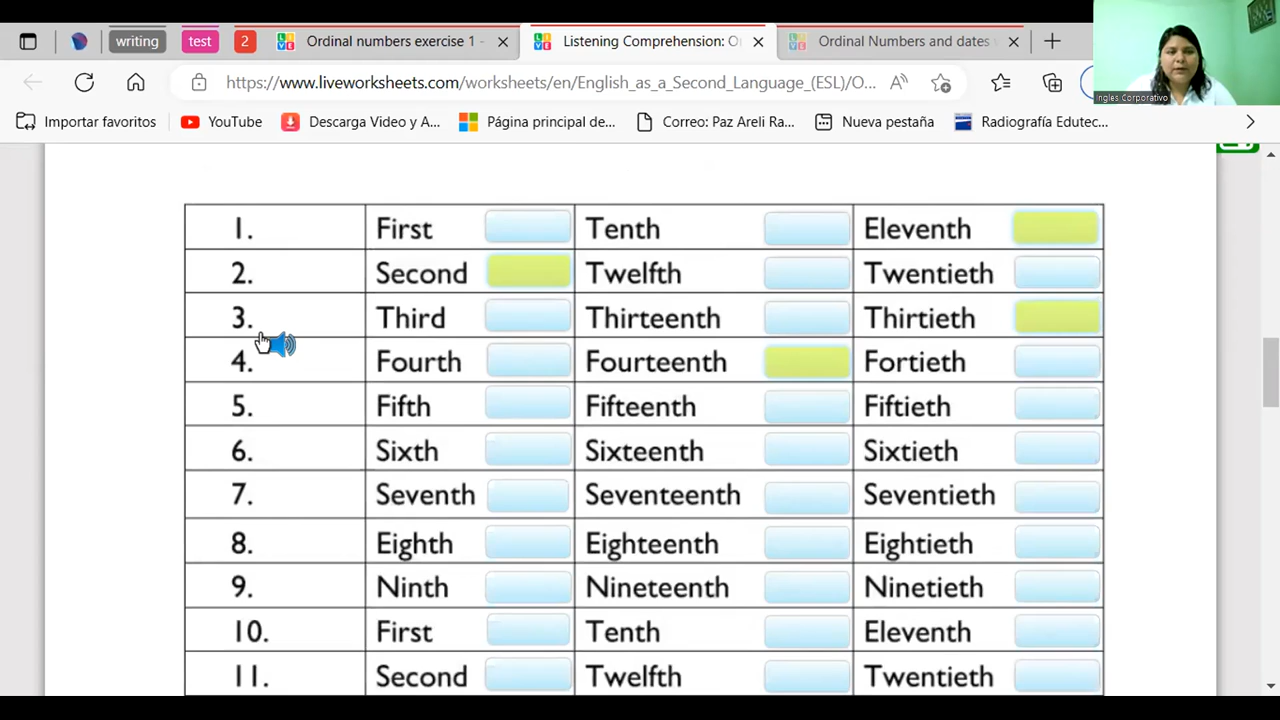 writing test 2 Ordinal numbers exercise 1 - Listening Comprehension: O Ordinal Numbers and dates
https://www.liveworksheets.com/worksheets/en/English_as_a_Second_Language_(ESL)/O...
Ingles Corporativo
Importar favoritos YouTube Descarga Video y A... Página principal de... Correo: Paz Areli Ra... Nueva pestaña Radiografía Edutec...
1. First Tenth Eleventh
2. Second Twelfth Twentieth
3. Third Thirteenth Thirtieth
4. Fourth Fourteenth Fortieth
5. Fifth Fifteenth Fiftieth
6. Sixth Sixteenth Sixtieth
7. Seventh Seventeenth Seventieth
8. Eighth Eighteenth Eightieth
9. Ninth Nineteenth Ninetieth
10. First Tenth Eleventh
11. Second Twelfth Twentieth